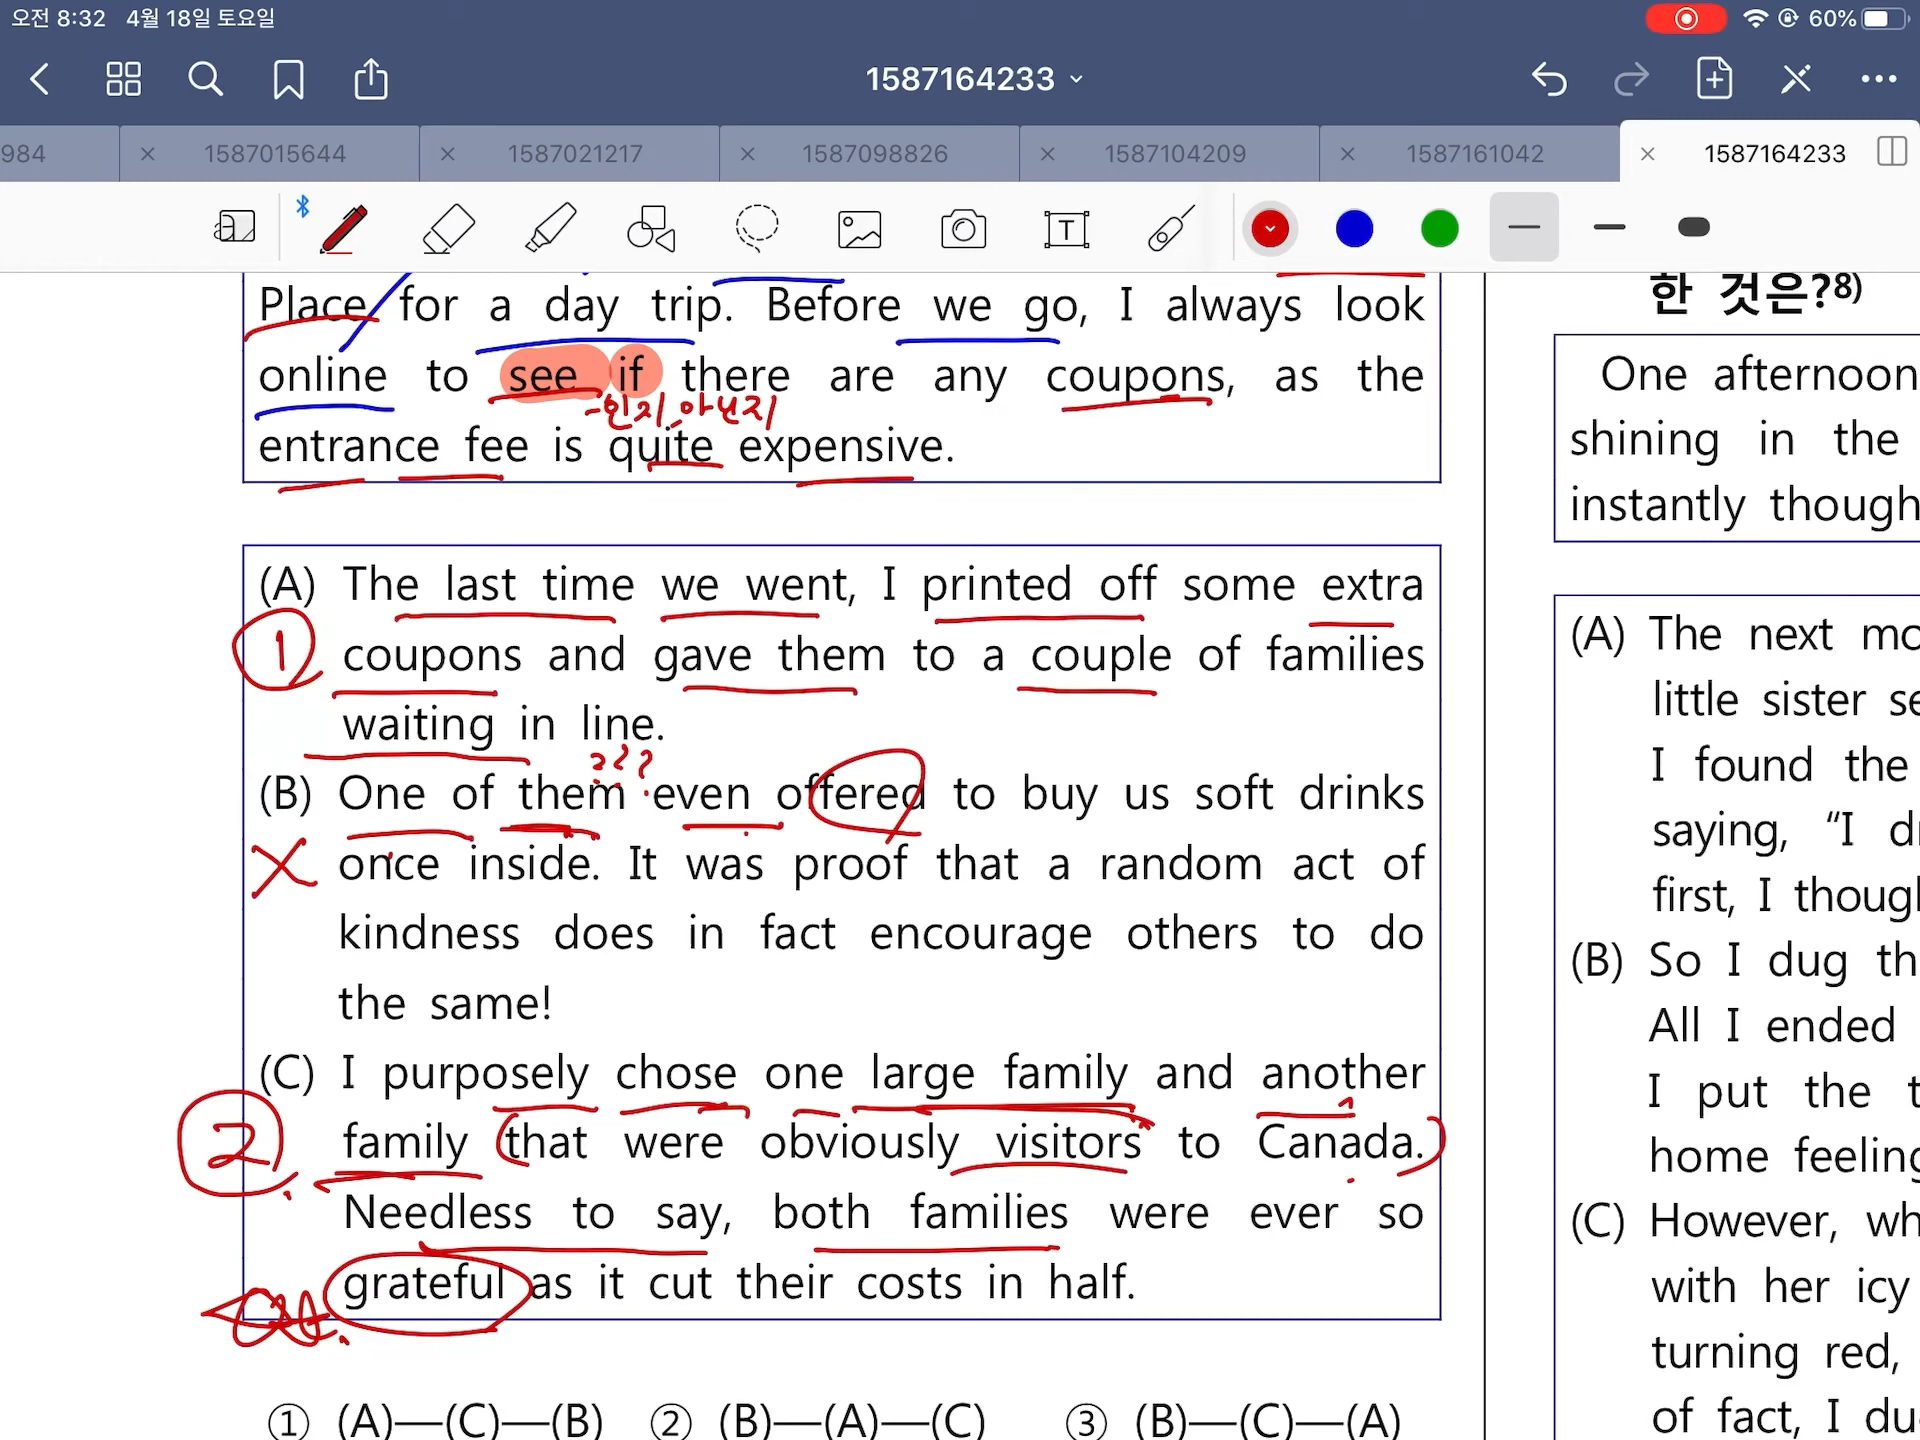 오전 8:32 4월 18일 토요일
60%
1587164233
984
1587015644
1587021217
1587098826
1587104209
1587161042
1587164233
Place for a day trip. Before we go, I always look
online to see if there are any coupons, as the
-인지 아닌지
entrance fee is quite expensive.
(A) The last time we went, I printed off some extra
① coupons and gave them to a couple of families
waiting in line.
???
(B) One of them even offered to buy us soft drinks
X once inside. It was proof that a random act of
kindness does in fact encourage others to do
the same!
(C) I purposely chose one large family and another
② family (that were obviously visitors to Canada.)
Needless to say, both families were ever so
grateful as it cut their costs in half.
① (A)—(C)—(B) ② (B)—(A)—(C) ③ (B)—(C)—(A)
한 것은?8)
One afternoon
shining in the
instantly though
(A) The next mo
little sister se
I found the
saying, “I d
first, I though
(B) So I dug th
All I ended
I put the t
home feeling
(C) However, wh
with her icy
turning red,
of fact, I du